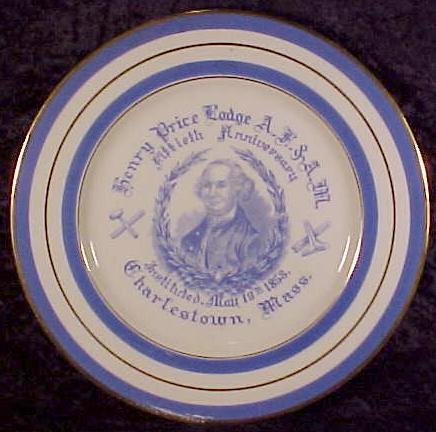 Henry Price Lodge A. F. & A. M.
Fiftieth Anniversary
Instituted, May 19th 1858.
Charlestown, Mass.